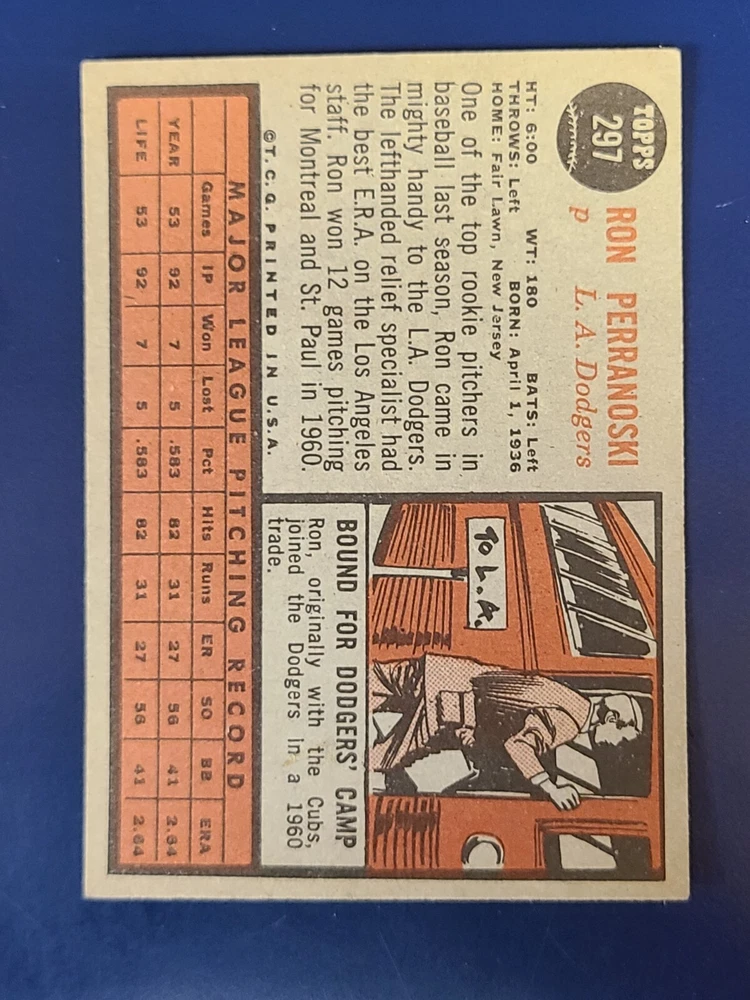 TOPPS
297
RON PERRANOSKI
p L. A. Dodgers
HT: 6:00 WT: 180 BATS: Left
THROWS: Left BORN: April 1, 1936
HOME: Fair Lawn, New Jersey
One of the top rookie pitchers in
baseball last season, Ron came in
mighty handy to the L.A. Dodgers.
The lefthanded relief specialist had
the best E.R.A. on the Los Angeles
staff. Ron won 12 games pitching
for Montreal and St. Paul in 1960.
©T.C.G. PRINTED IN U.S.A.
TO L.A.
BOUND FOR DODGERS' CAMP
Ron, originally with the Cubs,
joined the Dodgers in a 1960
trade.
MAJOR LEAGUE PITCHING RECORD
Games IP Won Lost Pct Hits Runs ER SO BB ERA
YEAR 53 92 7 5 .583 82 31 27 56 41 2.64
LIFE 53 92 7 5 .583 82 31 27 56 41 2.64